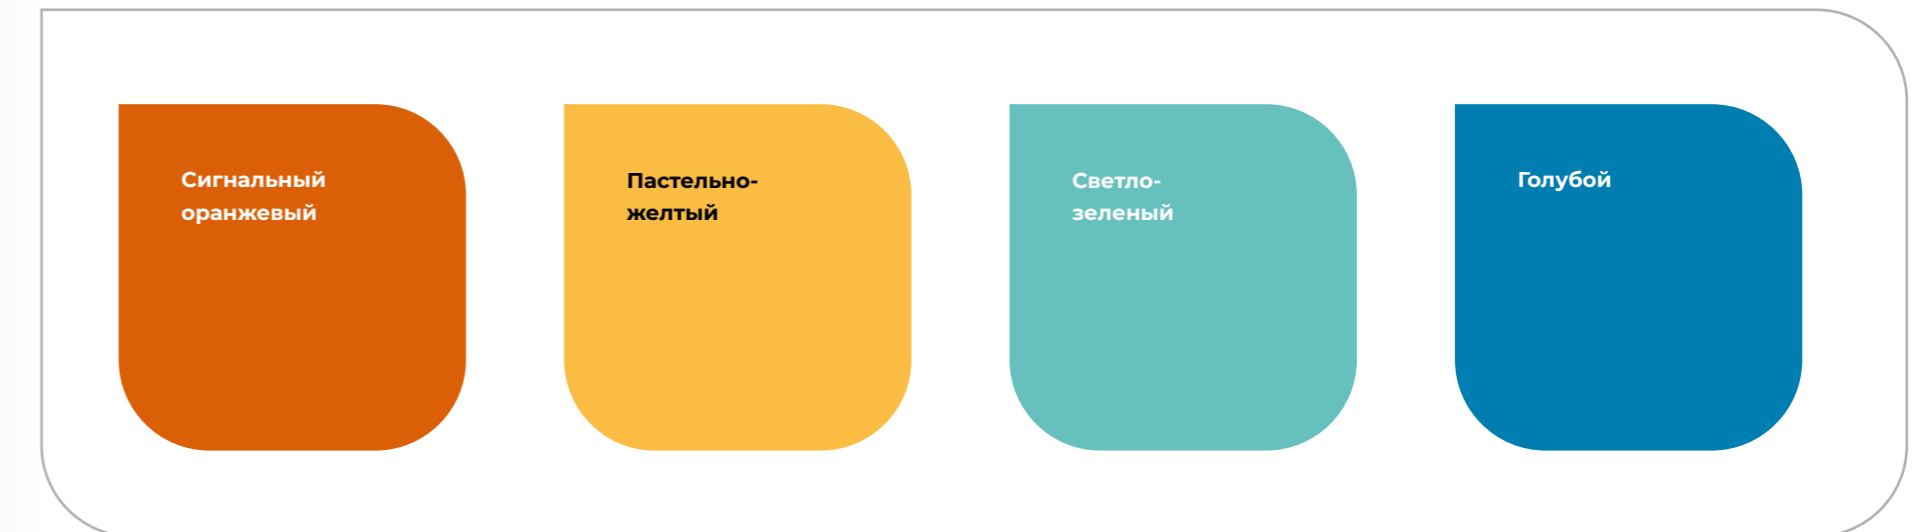 Сигнальный
оранжевый
Пастельно-
желтый
Светло-
зеленый
Голубой